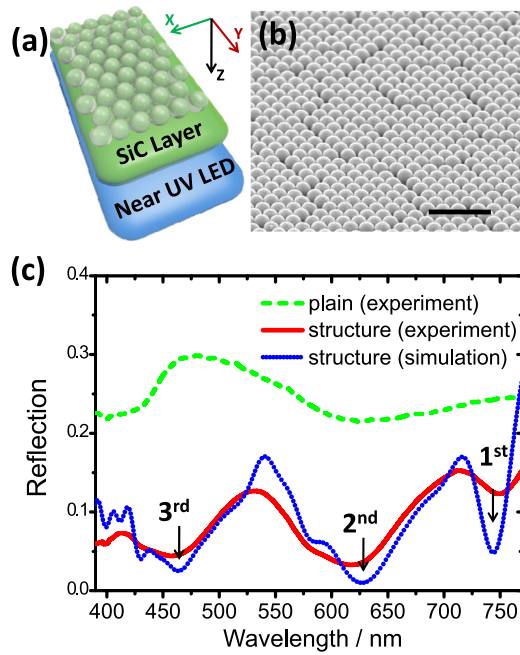 (a)
X
Y
Z
SiC Layer
Near UV LED
(b)
(c)
0.4
0.3
0.2
0.1
0.0
Reflection
plain (experiment)
structure (experiment)
structure (simulation)
3rd
2nd
1st
400 450 500 550 600 650 700 750
Wavelength / nm